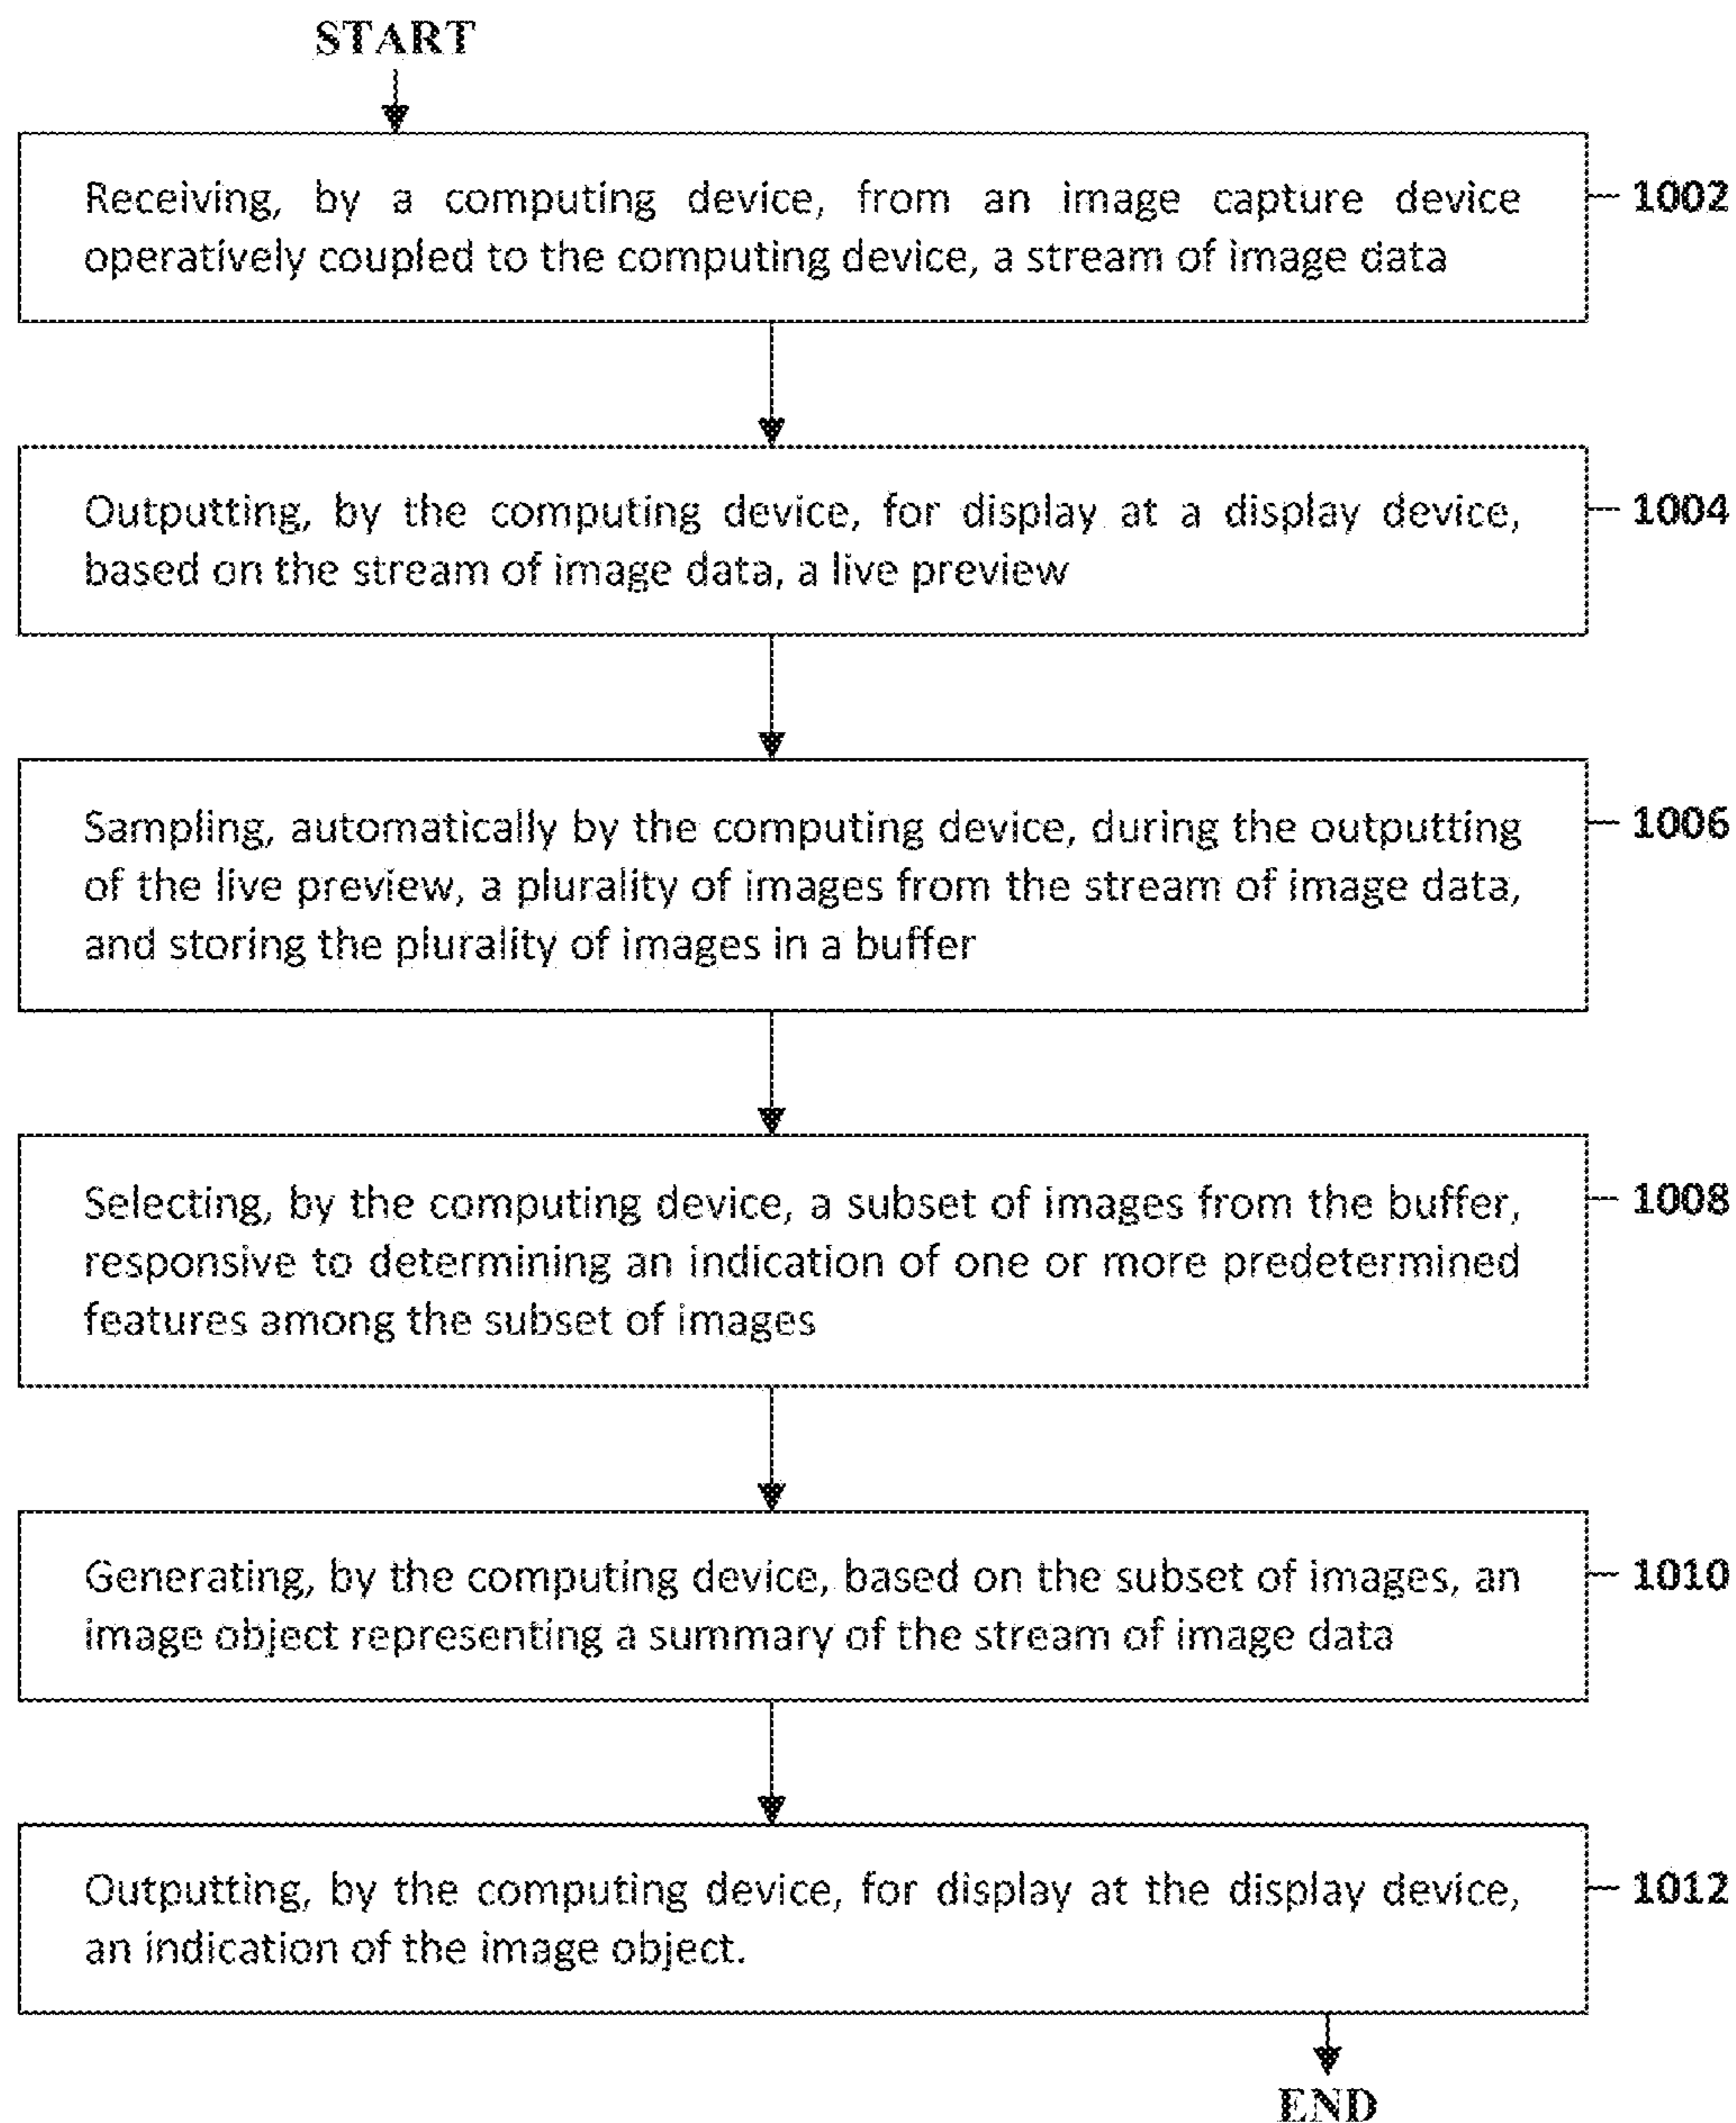 START
Receiving, by a computing device, from an image capture device
1002
operatively coupled to the computing device, a stream of image data
Outputting, by the computing device, for display at a display device,
1004
based on the stream of image data, a live preview
Sampling, automatically by the computing device, during the outputting
1006
of the live preview, a plurality of images from the stream of image data,
and storing the plurality of images in a buffer
Selecting, by the computing device, a subset of images from the buffer,
1008
responsive to determining an indication of one or more predetermined
features among the subset of images
Generating, by the computing device, based on the subset of images, an
1010
image object representing a summary of the stream of image data
Outputting, by the computing device, for display at the display device,
1012
an indication of the image object.
END